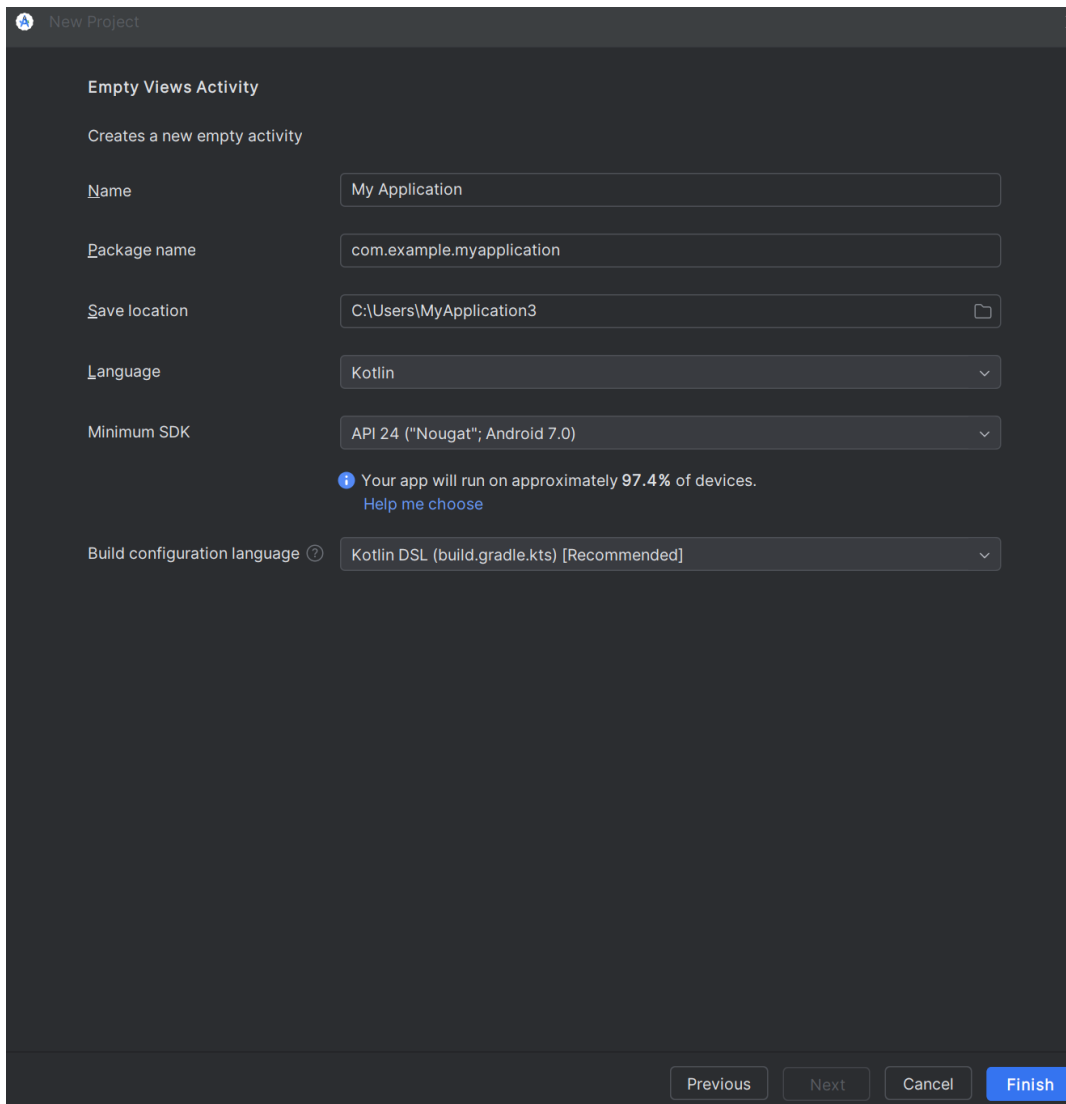 New Project
Empty Views Activity
Creates a new empty activity
Name
My Application
Package name
com.example.myapplication
Save location
C:\Users\MyApplication3
Language
Kotlin
Minimum SDK
API 24 ("Nougat"; Android 7.0)
Your app will run on approximately 97.4% of devices.
Help me choose
Build configuration language ?
Kotlin DSL (build.gradle.kts) [Recommended]
Previous
Next
Cancel
Finish